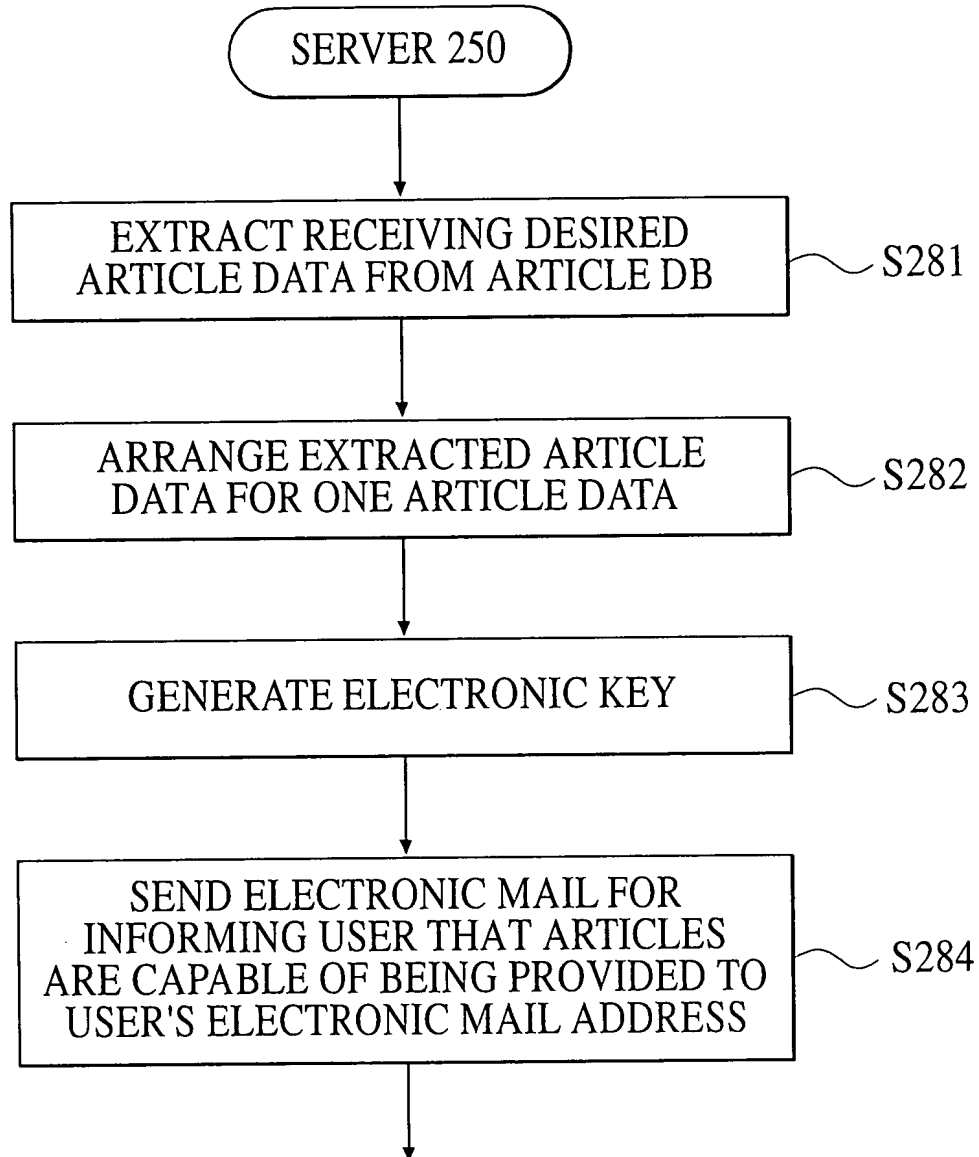 SERVER 250
EXTRACT RECEIVING DESIRED
ARTICLE DATA FROM ARTICLE DB
S281
ARRANGE EXTRACTED ARTICLE
DATA FOR ONE ARTICLE DATA
S282
GENERATE ELECTRONIC KEY
S283
SEND ELECTRONIC MAIL FOR
INFORMING USER THAT ARTICLES
ARE CAPABLE OF BEING PROVIDED TO
USER'S ELECTRONIC MAIL ADDRESS
S284